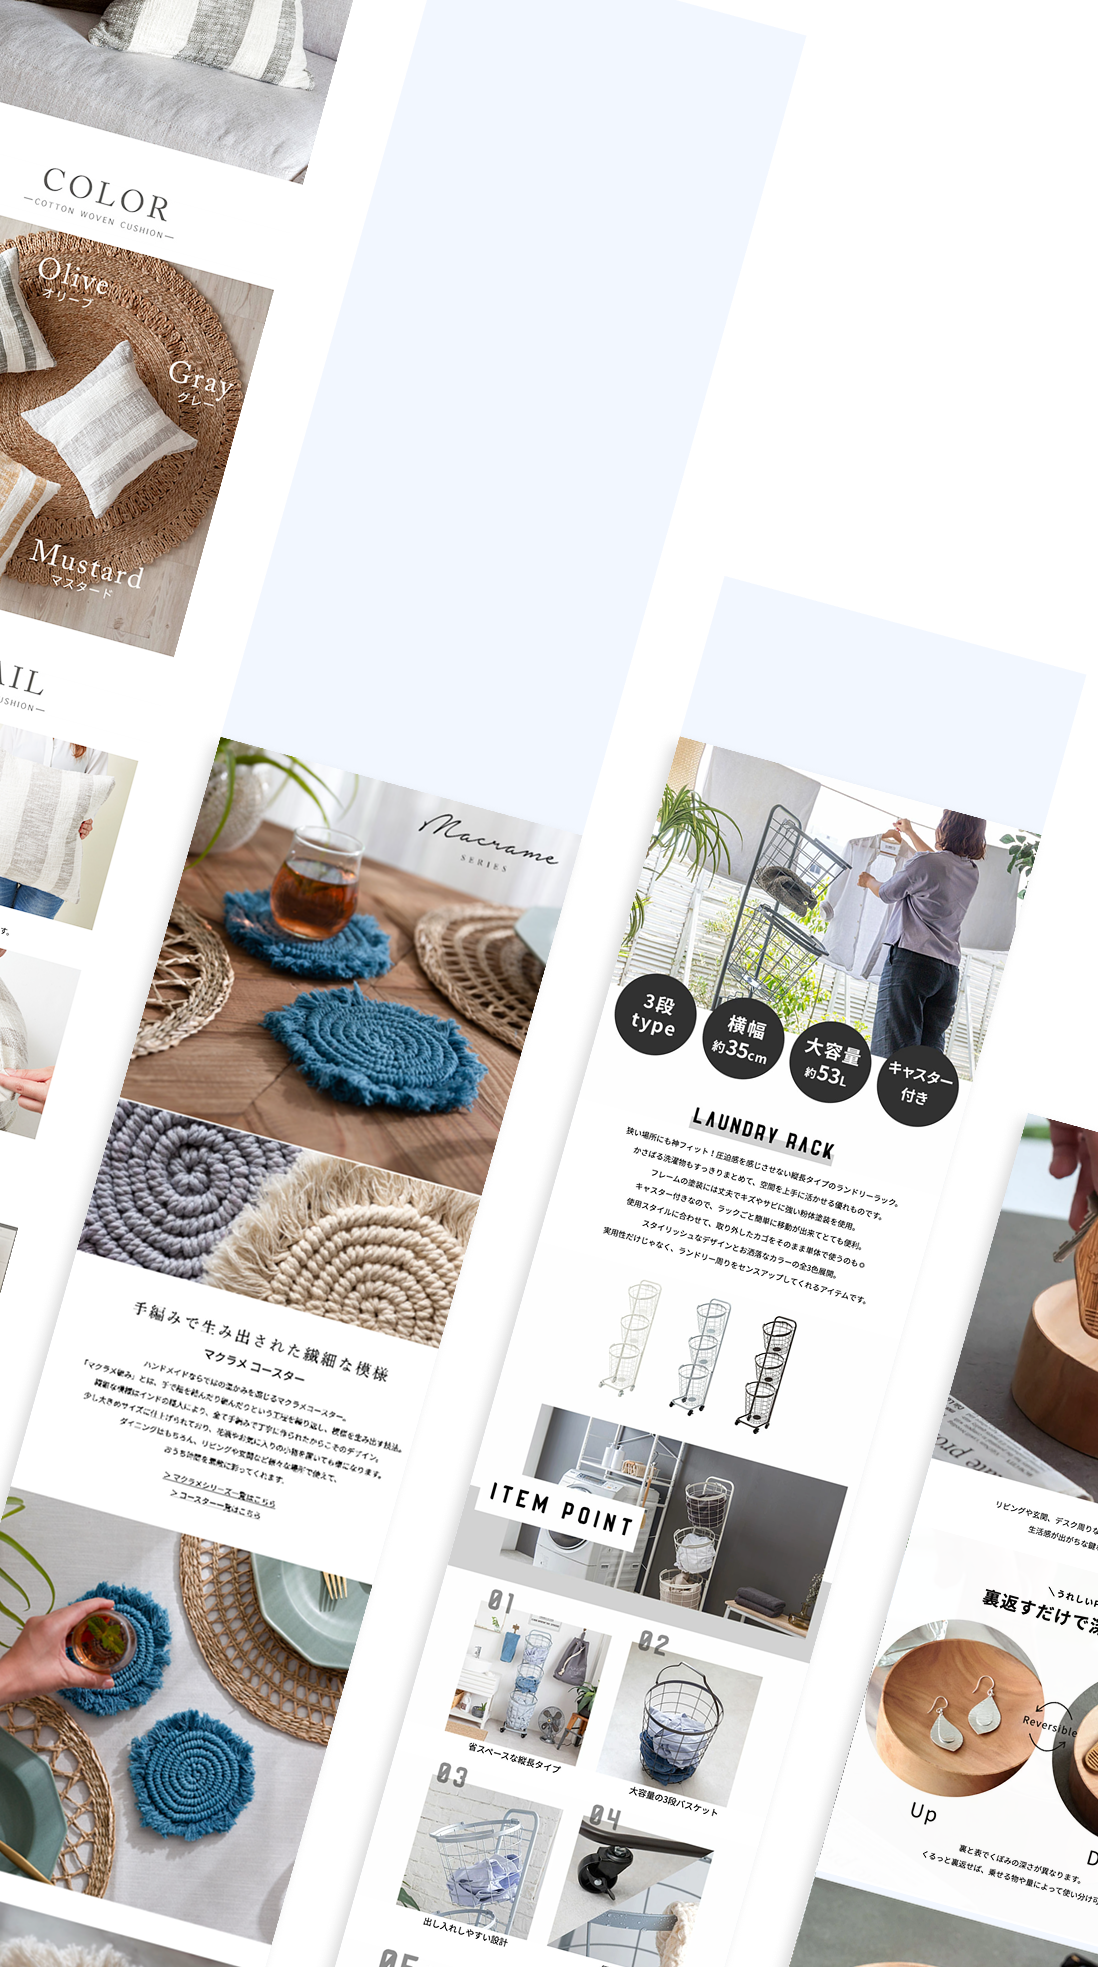 COLOR
—COTTON WOVEN CUSHION—
Olive
オリーブ
Gray
グレー
Mustard
マスタード
AIL
USHION—
す。
Macrame
SERIES
手編みで生み出された繊細な模様
マクラメ コースター
ハンドメイドならではの温かみを感じるマクラメコースター。
「マクラメ編み」とは、手で紐を結んだり編んだりという工程を繰り返し、模様を生み出す技法。
繊細な模様はインドの職人により、全て手編みで丁寧に作られたからこそのデザイン。
少し大きめサイズに仕上げられており、花瓶やお気に入りの小物を置いても様になります。
ダイニングはもちろん、リビングや玄関など様々な場所で使えて、
おうち時間を素敵に彩ってくれます。
＞マクラメシリーズ一覧はこちら
＞コースター一覧はこちら
3段
type
横幅
約35cm
大容量
約53L
キャスター
付き
LAUNDRY RACK
狭い場所にも神フィット！圧迫感を感じさせない縦長タイプのランドリーラック。
かさばる洗濯物もすっきりまとめて、空間を上手に活かせる優れものです。
フレームの塗装には丈夫でキズやサビに強い粉体塗装を使用。
キャスター付きなので、ラックごと簡単に移動が出来てとても便利。
使用スタイルに合わせて、取り外したカゴをそのまま単体で使うのも◎
スタイリッシュなデザインとお洒落なカラーの全3色展開。
実用性だけじゃなく、ランドリー周りをセンスアップしてくれるアイテムです。
ITEM POINT
01
省スペースな縦長タイプ
02
大容量の3段バスケット
03
出し入れしやすい設計
04
05
リビングや玄関、デスク周りな
生活感が出がちな鍵
＼うれしいP
裏返すだけで深
Reversible
Up
D
裏と表でくぼみの深さが異なります。
くるっと裏返せば、乗せる物や量によって使い分け可